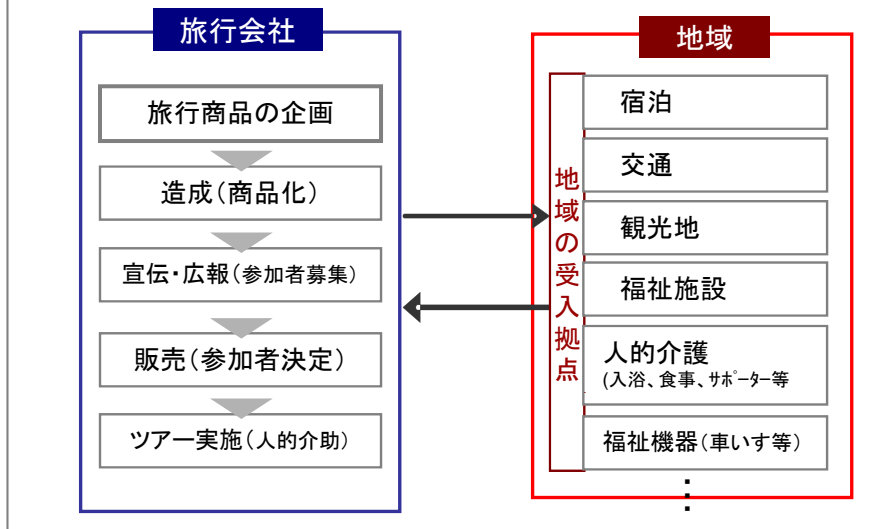 旅行会社
旅行商品の企画
造成(商品化)
宣伝・広報(参加者募集)
販売(参加者決定)
ツアー実施(人的介助)
地域
地域の受入拠点
宿泊
交通
観光地
福祉施設
人的介護
(入浴、食事、ｻﾎﾟｰﾀｰ等
福祉機器(車いす等)